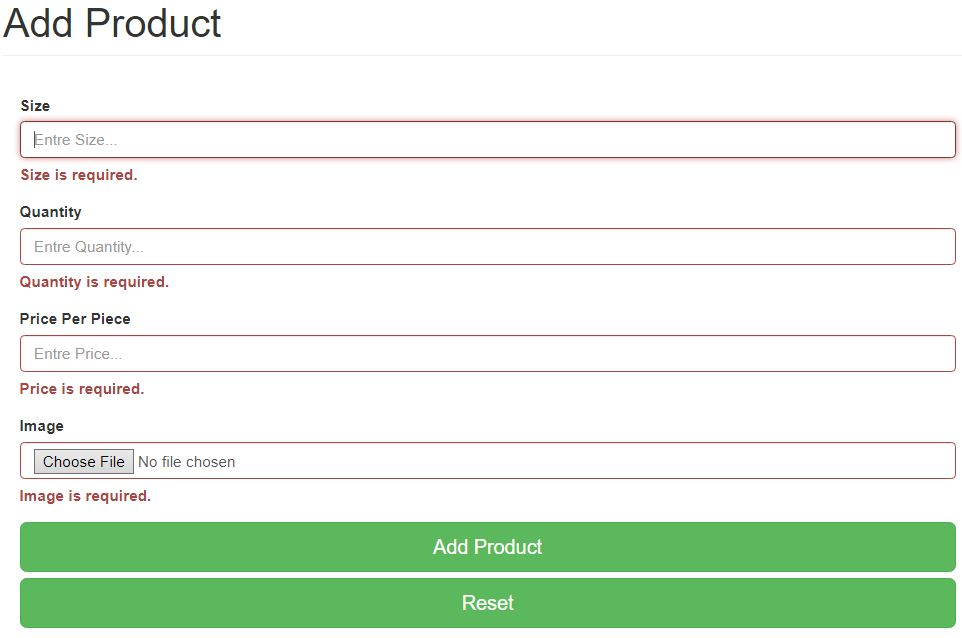 Add Product
Size
Entre Size...
Size is required.
Quantity
Entre Quantity...
Quantity is required.
Price Per Piece
Entre Price...
Price is required.
Image
Choose File No file chosen
Image is required.
Add Product
Reset